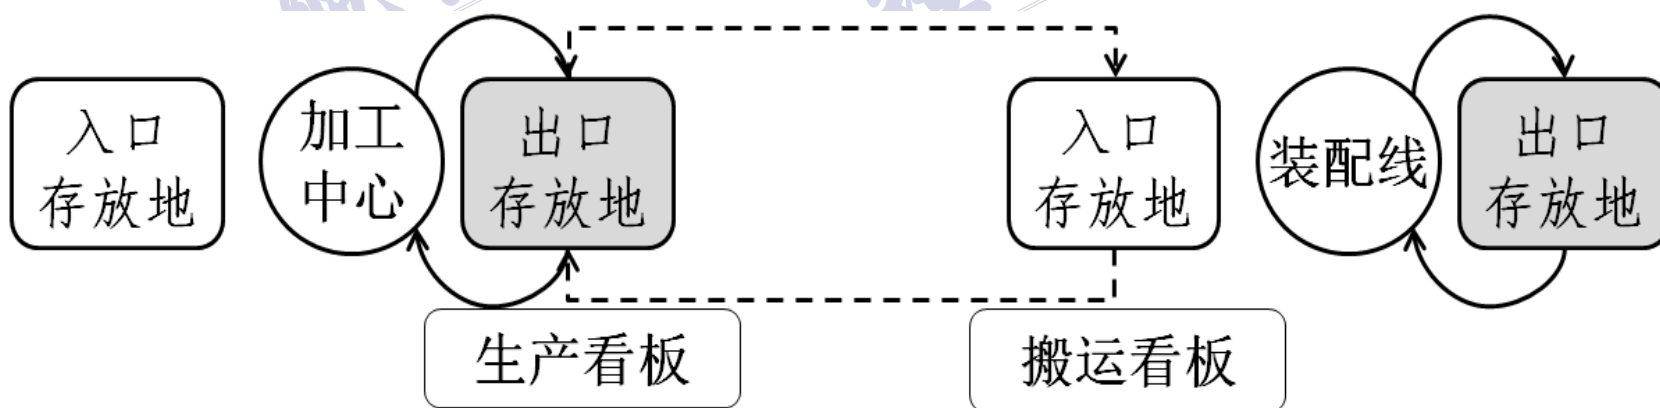 入口
存放地
加工
中心
出口
存放地
入口
存放地
装配线
出口
存放地
生产看板
搬运看板